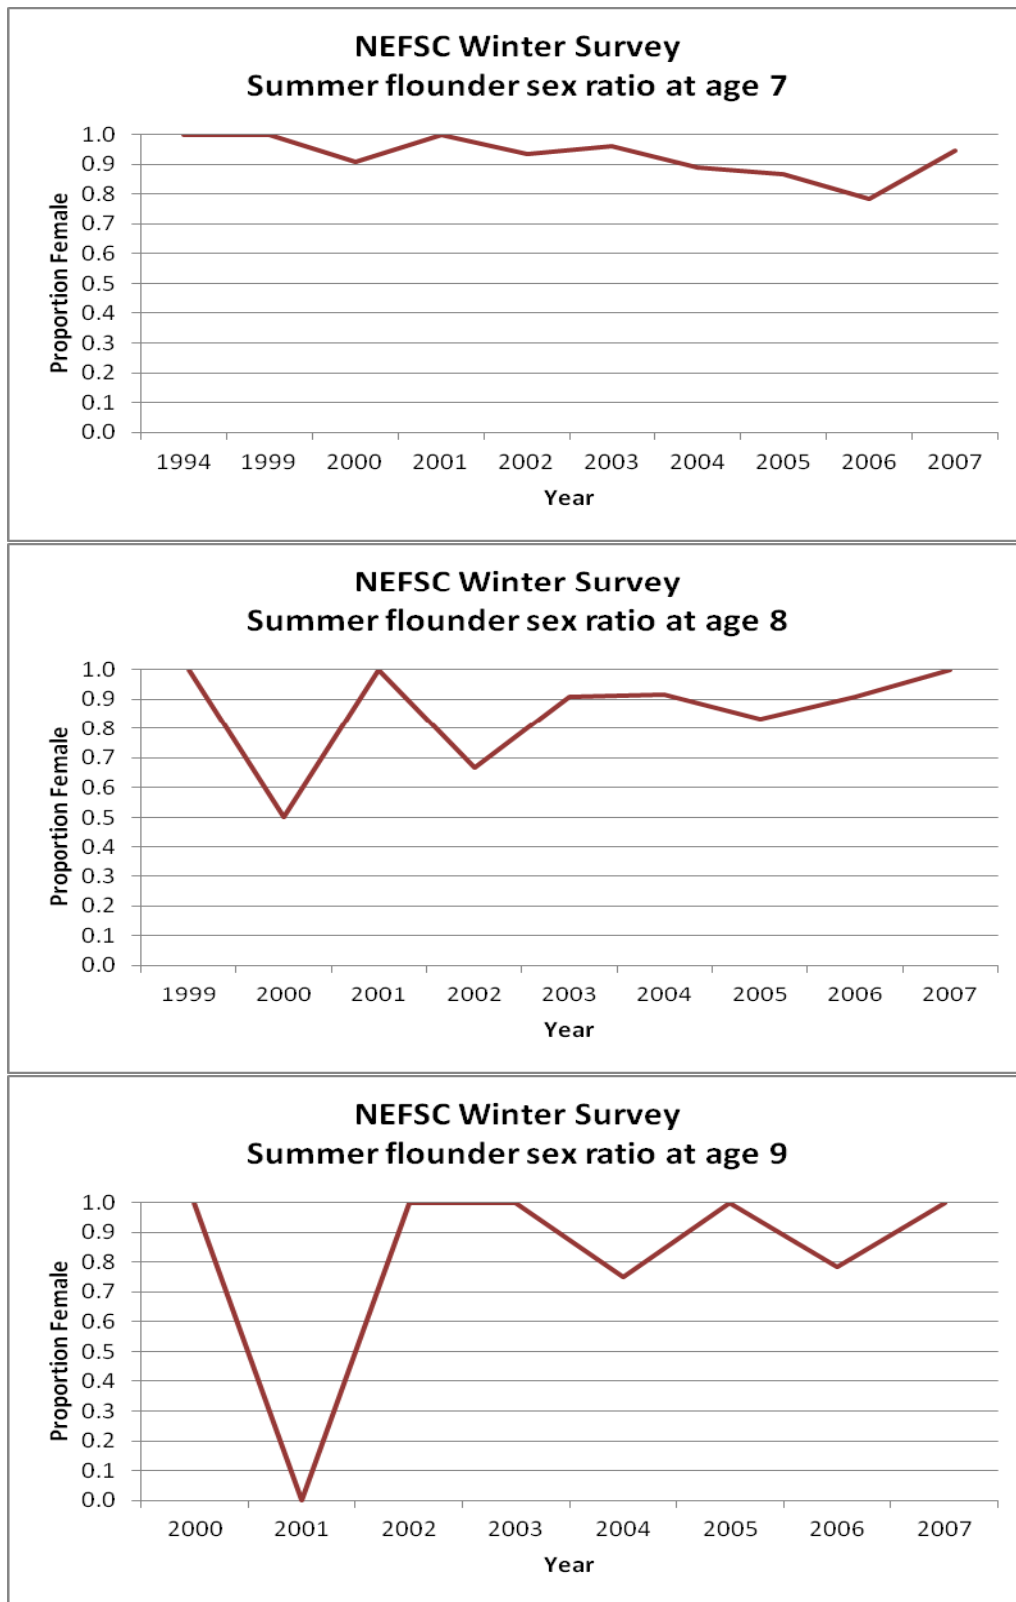 NEFSC Winter Survey
Summer flounder sex ratio at age 7
Proportion Female
1.0
0.9
0.8
0.7
0.6
0.5
0.4
0.3
0.2
0.1
0.0
1994 1999 2000 2001 2002 2003 2004 2005 2006 2007
Year
NEFSC Winter Survey
Summer flounder sex ratio at age 8
Proportion Female
1.0
0.9
0.8
0.7
0.6
0.5
0.4
0.3
0.2
0.1
0.0
1999 2000 2001 2002 2003 2004 2005 2006 2007
Year
NEFSC Winter Survey
Summer flounder sex ratio at age 9
Proportion Female
1.0
0.9
0.8
0.7
0.6
0.5
0.4
0.3
0.2
0.1
0.0
2000 2001 2002 2003 2004 2005 2006 2007
Year